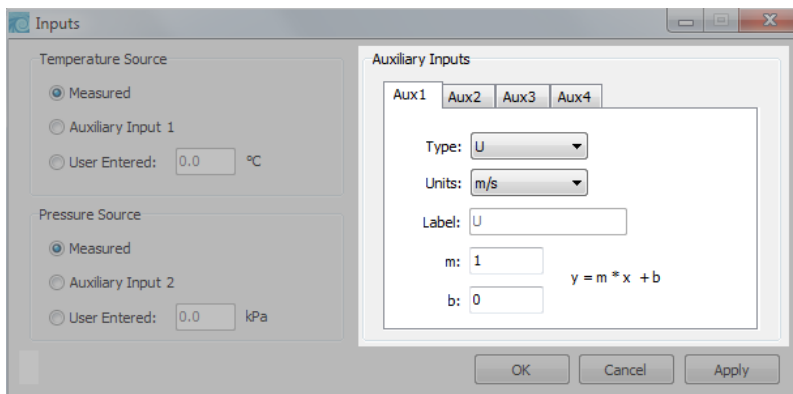 Inputs
Temperature Source
Measured
Auxiliary Input 1
User Entered: 0.0 °C
Pressure Source
Measured
Auxiliary Input 2
User Entered: 0.0 kPa
Auxiliary Inputs
Aux1 Aux2 Aux3 Aux4
Type: U
Units: m/s
Label: U
m: 1
y = m * x + b
b: 0
OK Cancel Apply